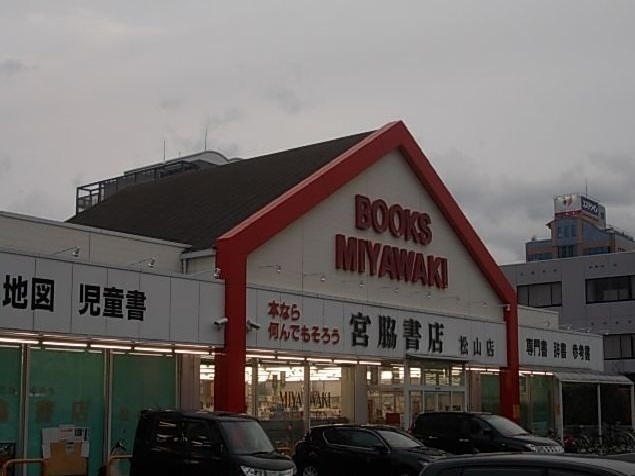 BOOKS
MIYAWAKI
地図 児童書
本なら
何んでもそろう
宮脇書店 松山店
専門書 辞書 参考書
MIYAWAKI